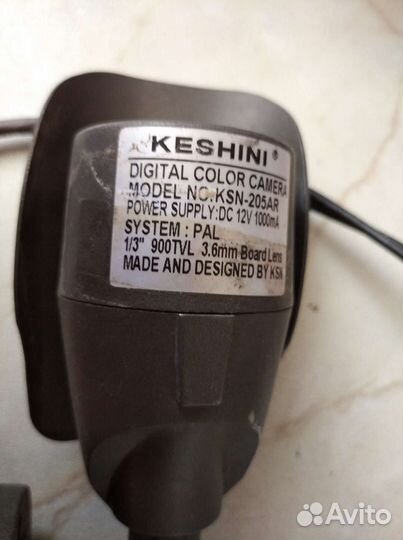 KESHINI®
DIGITAL COLOR CAMERA
MODEL NO:KSN-205AR
POWER SUPPLY:DC 12V 1000mA
SYSTEM : PAL
1/3" 900TVL 3.6mm Board Lens
MADE AND DESIGNED BY KSN
Avito